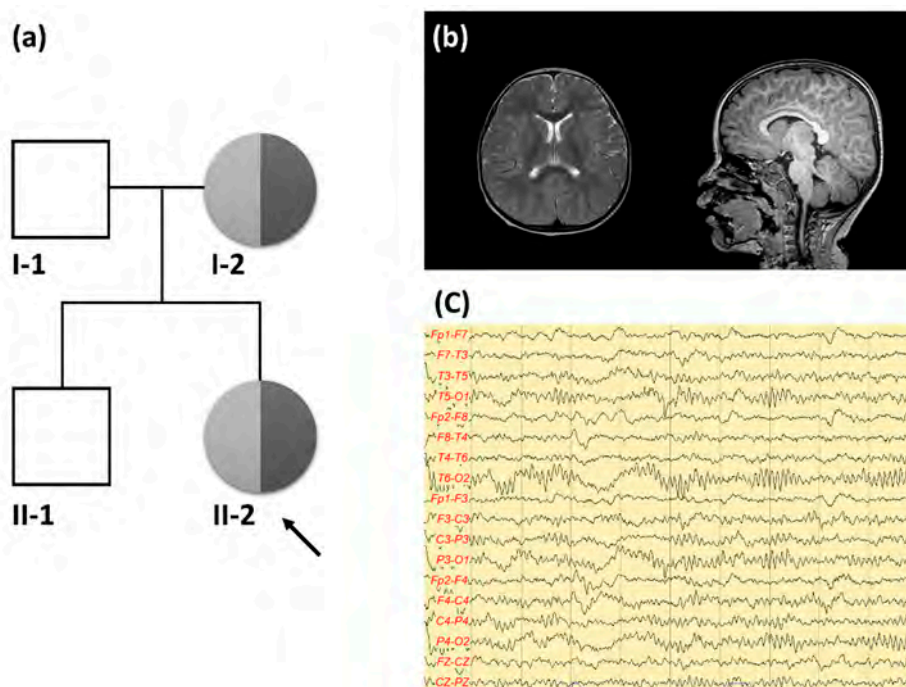 (a)
I-1
I-2
II-1
II-2
(b)
(C)
Fp1-F7
F7-T3
T3-T5
T5-O1
Fp2-F8
F8-T4
T4-T6
T6-O2
Fp1-F3
F3-C3
C3-P3
P3-O1
Fp2-F4
F4-C4
C4-P4
P4-O2
FZ-CZ
CZ-PZ